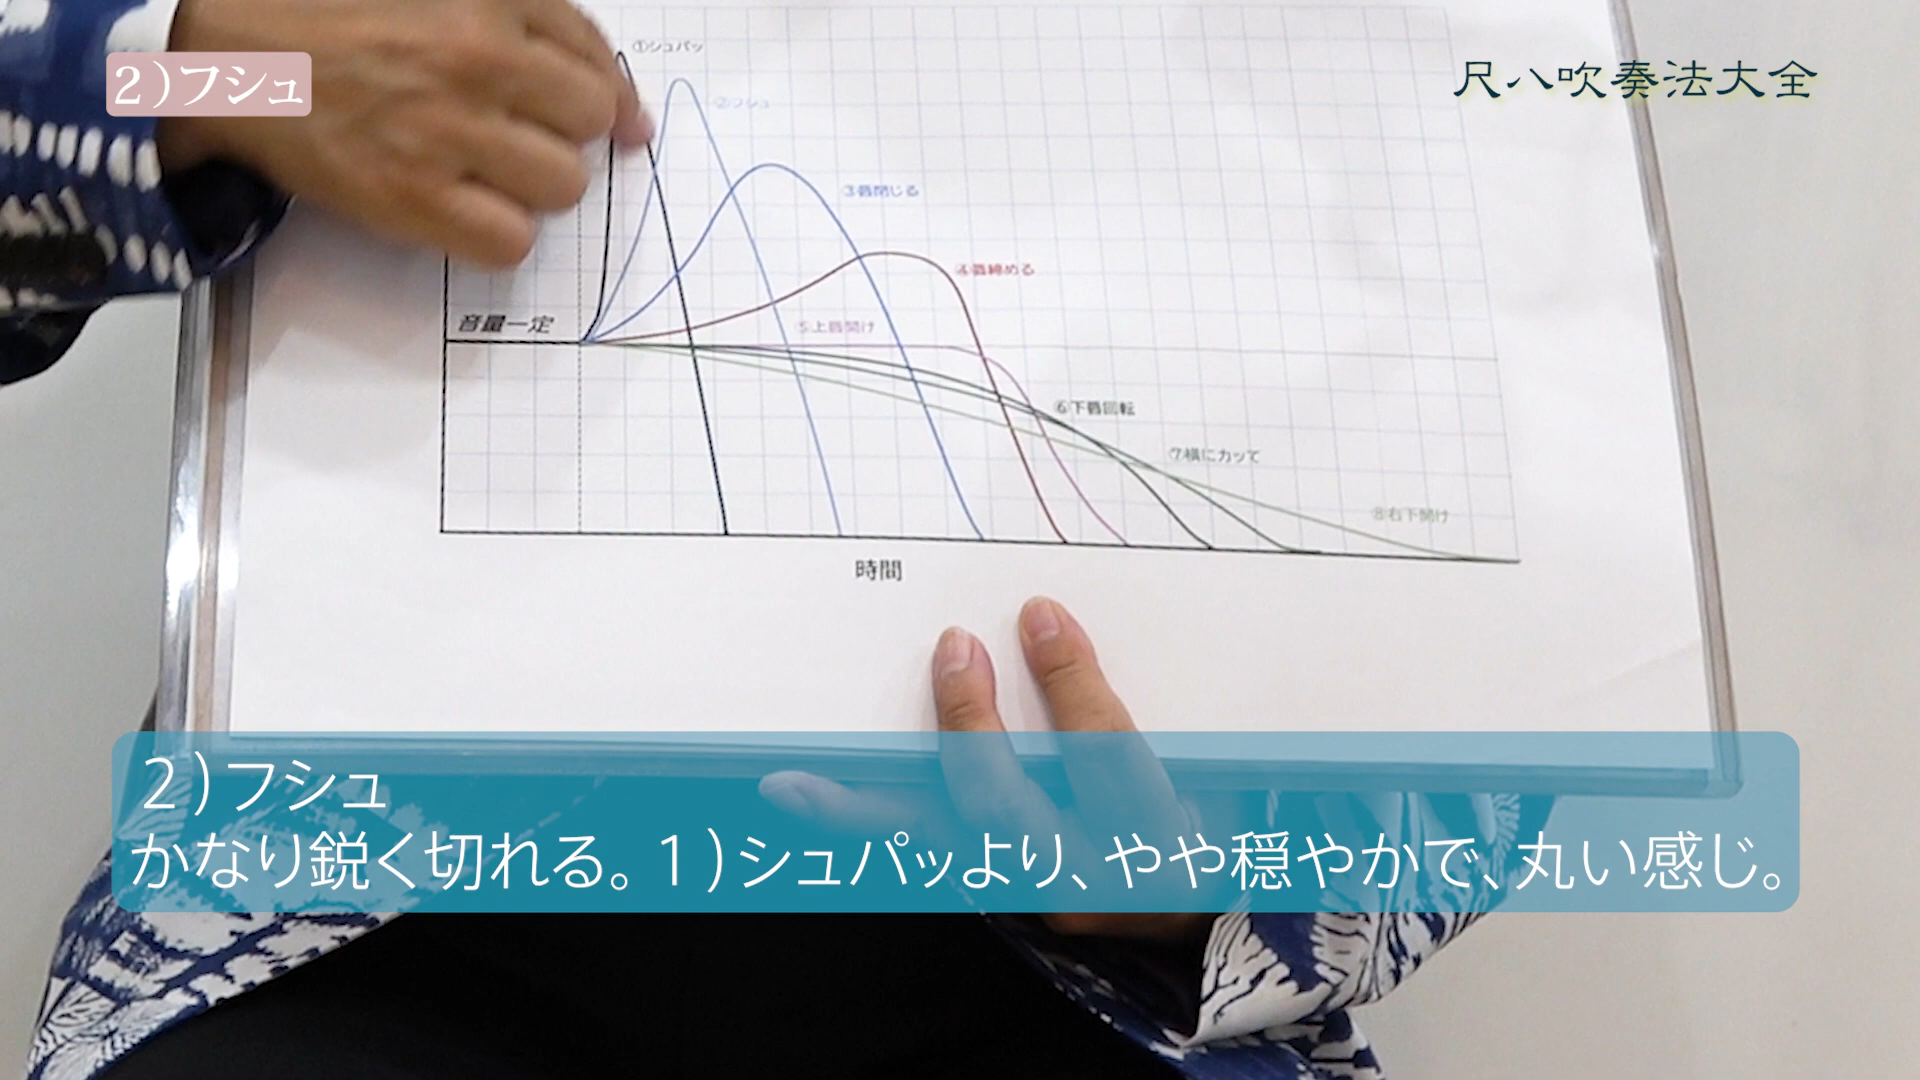 2)フシュ
尺八吹奏法大全
①シュパッ
②フシュ
③唇閉じる
④唇締める
音量一定
5上唇開け
⑥下唇回転
⑦横にカッて
⑧右下開け
時間
2)フシュ
かなり鋭く切れる。1)シュパッより、やや穏やかで、丸い感じ。